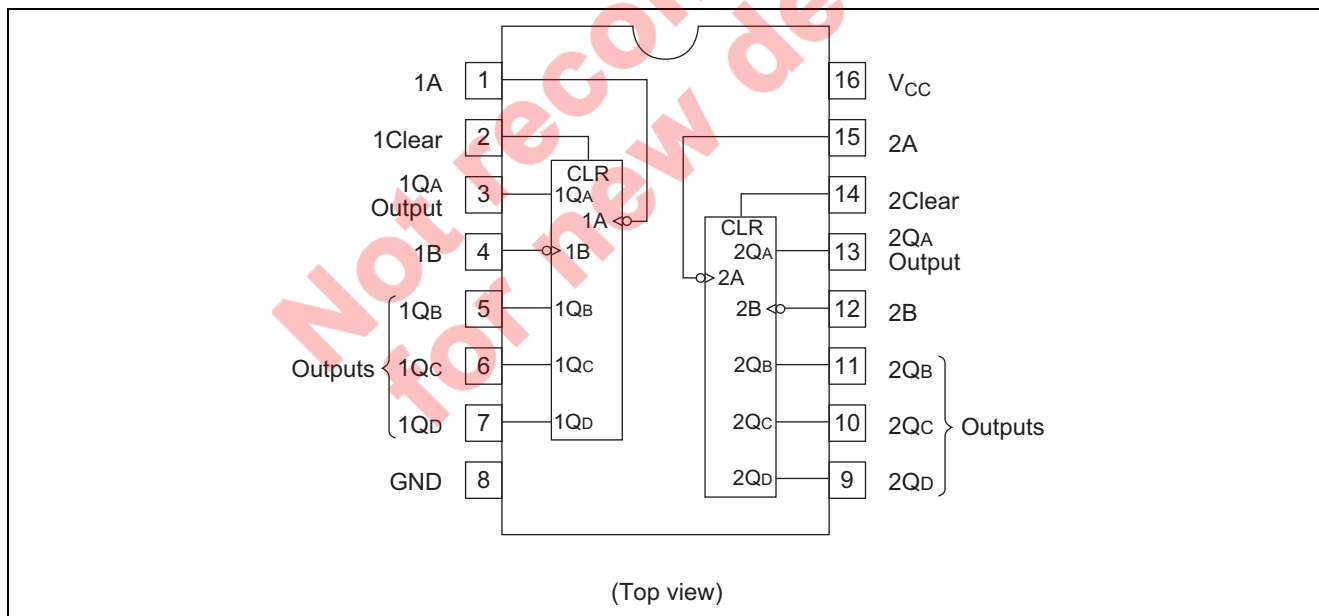 1A 1 16 VCC
1Clear 2 15 2A
CLR
1QA Output 3 1QA 14 2Clear
1A
CLR
1B 4 1B 2QA 13 2QA Output
2A
1QB 5 1QB 2B 12 2B
Outputs 1QC 6 1QC 2QB 11 2QB
1QD 7 1QD 2QC 10 2QC Outputs
GND 8 2QD 9 2QD
(Top view)
Not recom
for new de